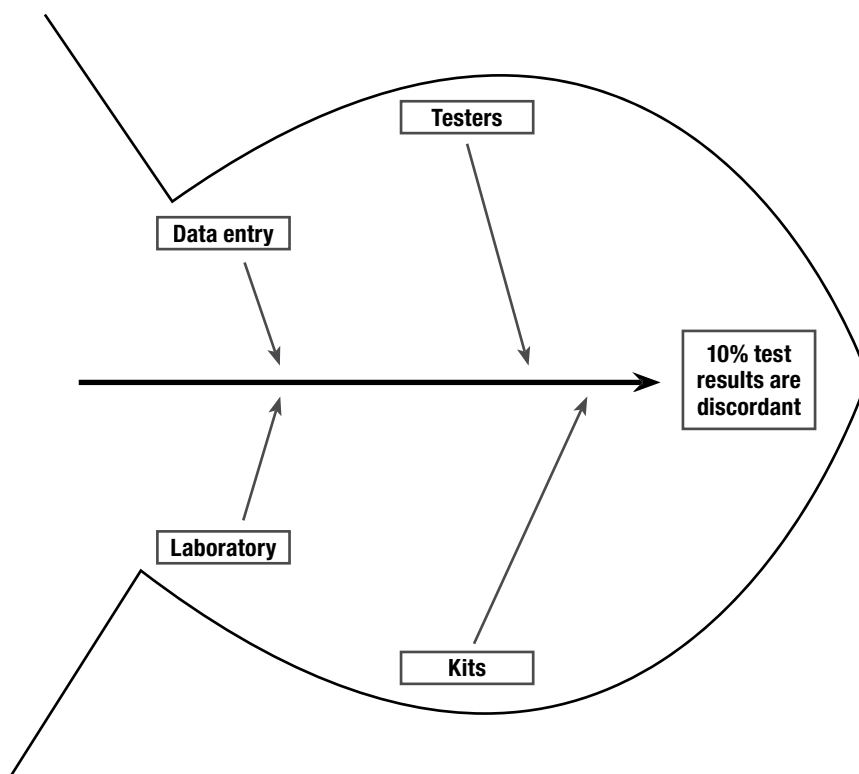 Testers
Data entry
10% test
results are
discordant
Laboratory
Kits